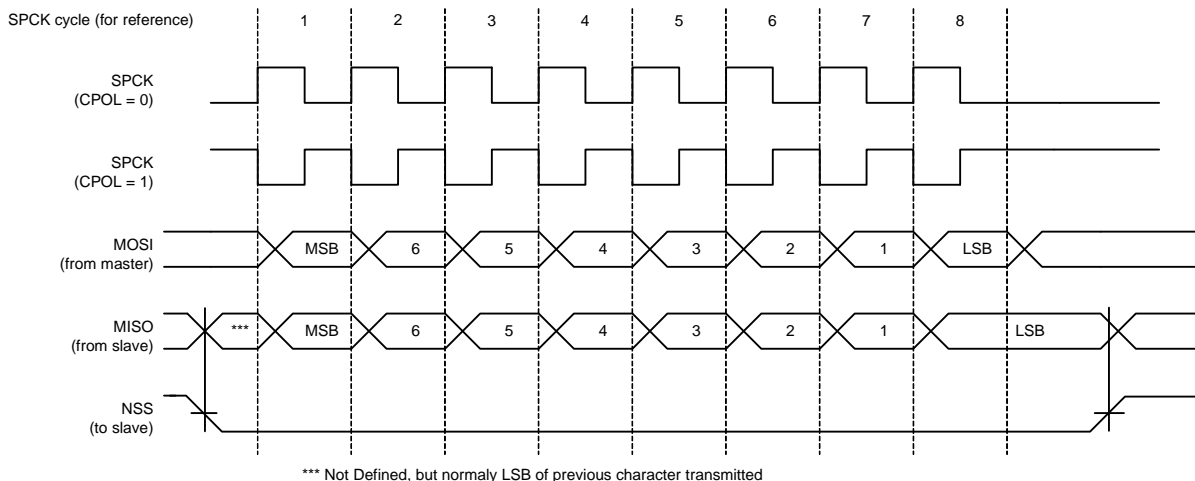 SPCK cycle (for reference) 1 2 3 4 5 6 7 8
SPCK
(CPOL = 0)
SPCK
(CPOL = 1)
MOSI
(from master)
MSB 6 5 4 3 2 1 LSB
MISO
(from slave)
*** MSB 6 5 4 3 2 1 LSB
NSS
(to slave)
*** Not Defined, but normaly LSB of previous character transmitted